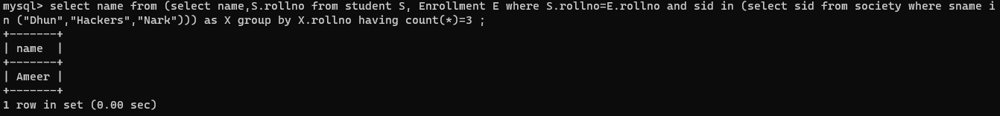 mysql> select name from (select name,S.rollno from student S, Enrollment E where S.rollno=E.rollno and sid in (select sid from society where sname i
n ("Dhun","Hackers","Nark"))) as X group by X.rollno having count(*)=3 ;
+-------+
| name  |
+-------+
| Ameer |
+-------+
1 row in set (0.00 sec)